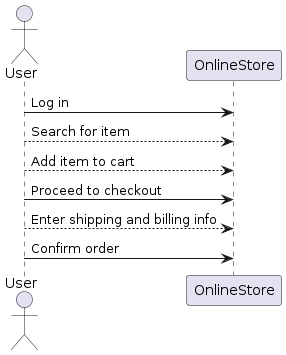 User
OnlineStore
Log in
Search for item
Add item to cart
Proceed to checkout
Enter shipping and billing info
Confirm order
User
OnlineStore